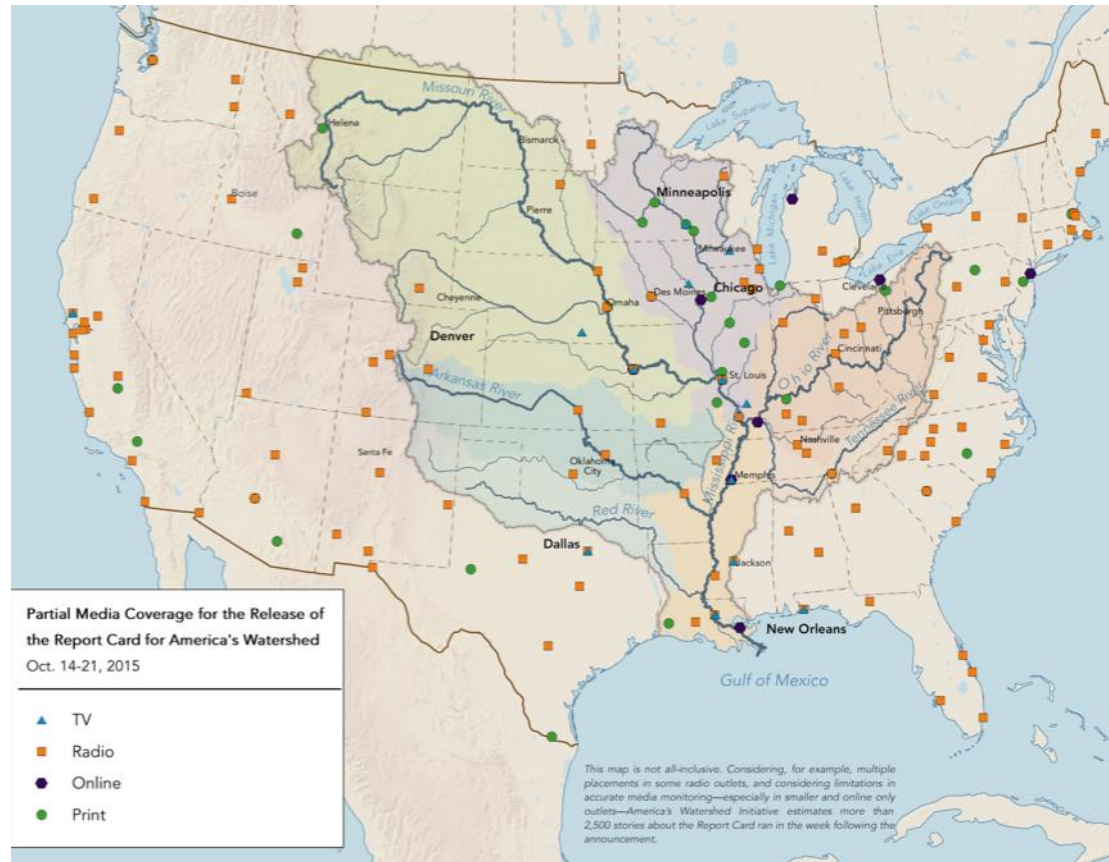 Missouri River
Lake Superior
Helena
Bismarck
Boise
Minneapolis
Pierre
Lake Michigan
Lake Huron
Lake Ontario
Milwaukee
Lake Erie
Cleveland
Des Moines
Chicago
Cheyenne
Omaha
Pittsburgh
Denver
Cincinnati
Ohio River
St. Louis
Arkansas River
Tennessee River
Nashville
Santa Fe
Mississippi Ri
Oklahoma
City
Memphis
Red River
Dallas
Jackson
New Orleans
Gulf of Mexico
Partial Media Coverage for the Release of
the Report Card for America's Watershed
Oct. 14-21, 2015
TV
Radio
Online
Print
This map is not all-inclusive. Considering, for example, multiple
placements in some radio outlets, and considering limitations in
accurate media monitoring—especially in smaller and online only
outlets—America's Watershed Initiative estimates more than
2,500 stories about the Report Card ran in the week following the
announcement.